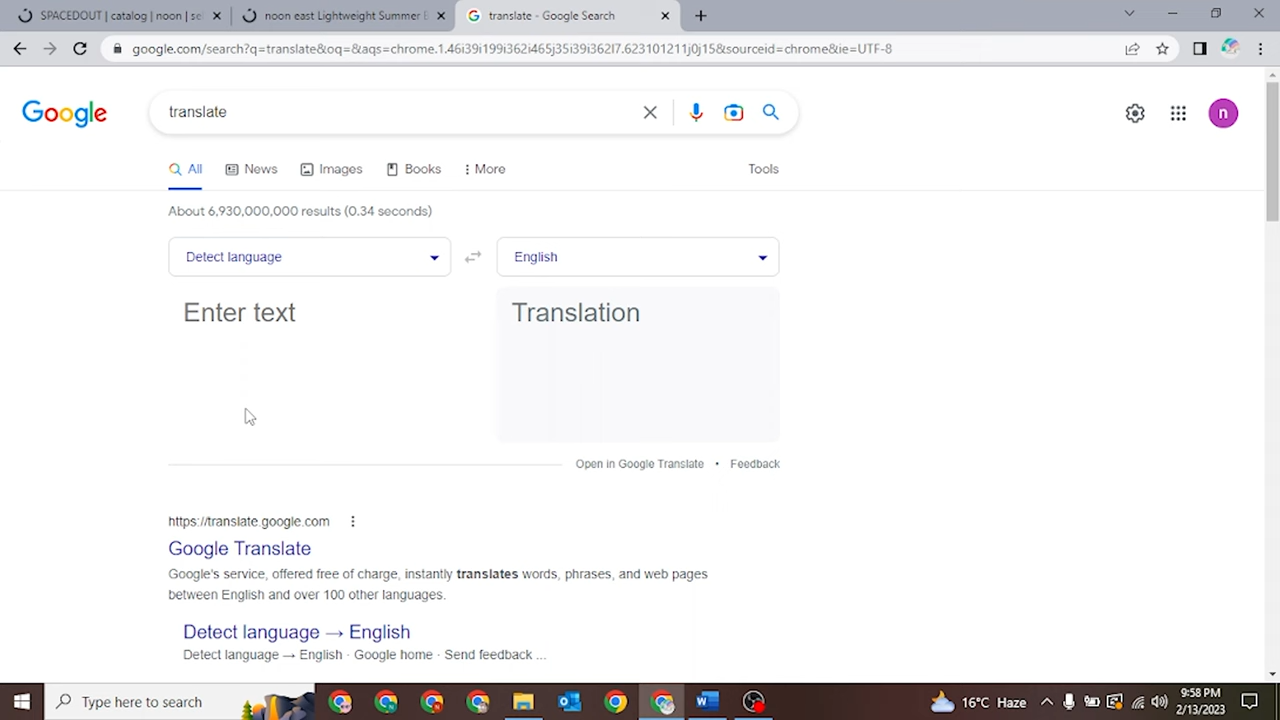 SPACEDOUT | catalog | noon | se
noon east Lightweight Summer
translate - Google Search
google.com/search?q=translate&oq=&aqs=chrome.1.46i39i199i362i465j35i39i362l7.623101211j0j15&sourceid=chrome&ie=UTF-8
Google
translate
n
All
News
Images
Books
More
Tools
About 6,930,000,000 results (0.34 seconds)
Detect language
English
Enter text
Translation
Open in Google Translate • Feedback
https://translate.google.com
Google Translate
Google's service, offered free of charge, instantly translates words, phrases, and web pages
between English and over 100 other languages.
Detect language → English
Detect language → English · Google home · Send feedback ...
Type here to search
16°C Haze
9:58 PM
2/13/2023